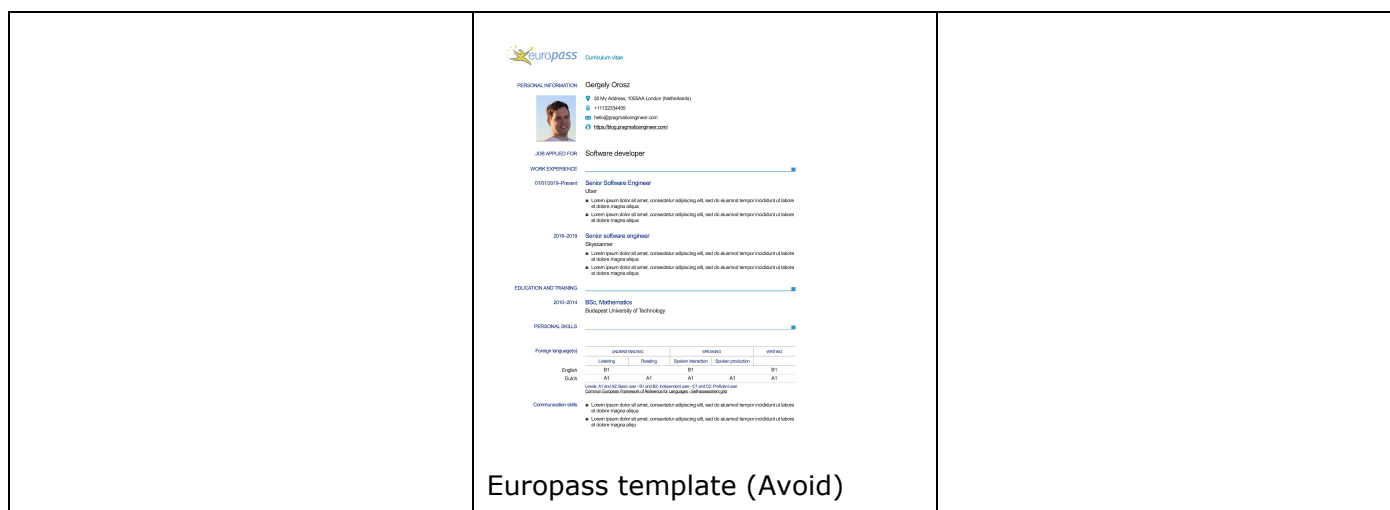 europass Curriculum vitae
PERSONAL INFORMATION Gergely Orosz
30 My Address, 1055AA London (Netherlands)
+11122334455
hello@pragmaticengineer.com
https://blog.pragmaticengineer.com/
JOB APPLIED FOR Software developer
WORK EXPERIENCE
01/01/2019–Present Senior Software Engineer
Uber
Lorem ipsum dolor sit amet, consectetur adipiscing elit, sed do eiusmod tempor incididunt ut labore
et dolore magna aliqua
Lorem ipsum dolor sit amet, consectetur adipiscing elit, sed do eiusmod tempor incididunt ut labore
et dolore magna aliqua
2018–2019 Senior software engineer
Skyscanner
Lorem ipsum dolor sit amet, consectetur adipiscing elit, sed do eiusmod tempor incididunt ut labore
et dolore magna aliqua
Lorem ipsum dolor sit amet, consectetur adipiscing elit, sed do eiusmod tempor incididunt ut labore
et dolore magna aliqua
EDUCATION AND TRAINING
2010–2014 BSc, Mathematics
Budapest University of Technology
PERSONAL SKILLS
Foreign language(s) UNDERSTANDING SPEAKING WRITING
Listening Reading Spoken interaction Spoken production
English B1 B1 B1
Dutch A1 A1 A1 A1 A1
Levels: A1 and A2: Basic user - B1 and B2: Independent user - C1 and C2: Proficient user
Common European Framework of Reference for Languages - Self-assessment grid
Communication skills Lorem ipsum dolor sit amet, consectetur adipiscing elit, sed do eiusmod tempor incididunt ut labore
et dolore magna aliqua
Lorem ipsum dolor sit amet, consectetur adipiscing elit, sed do eiusmod tempor incididunt ut labore
et dolore magna aliqu
Europass template (Avoid)